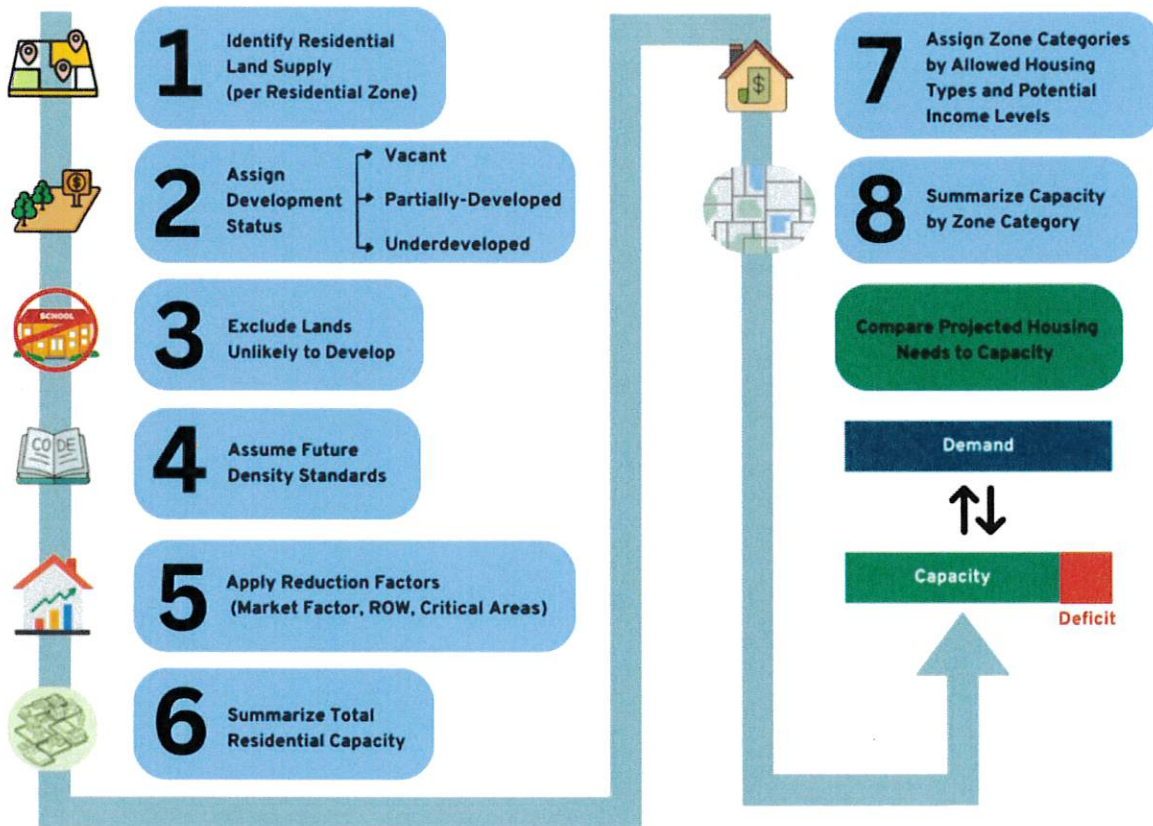 1
Identify Residential
Land Supply
(per Residential Zone)
2
Assign
Development
Status
Vacant
Partially-Developed
Underdeveloped
SCHOOL
3
Exclude Lands
Unlikely to Develop
CODE
4
Assume Future
Density Standards
5
Apply Reduction Factors
(Market Factor, ROW, Critical Areas)
6
Summarize Total
Residential Capacity
$
7
Assign Zone Categories
by Allowed Housing
Types and Potential
Income Levels
8
Summarize Capacity
by Zone Category
Compare Projected Housing
Needs to Capacity
Demand
Capacity
Deficit